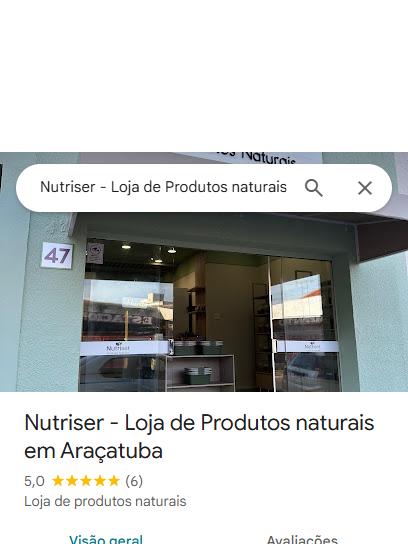 Naturais
Nutriser - Loja de Produtos naturais
47
Nutriser
Nutriser
Nutriser - Loja de Produtos naturais
em Araçatuba
5,0 ★★★★★ (6)
Loja de produtos naturais
Visão geral
Avaliações